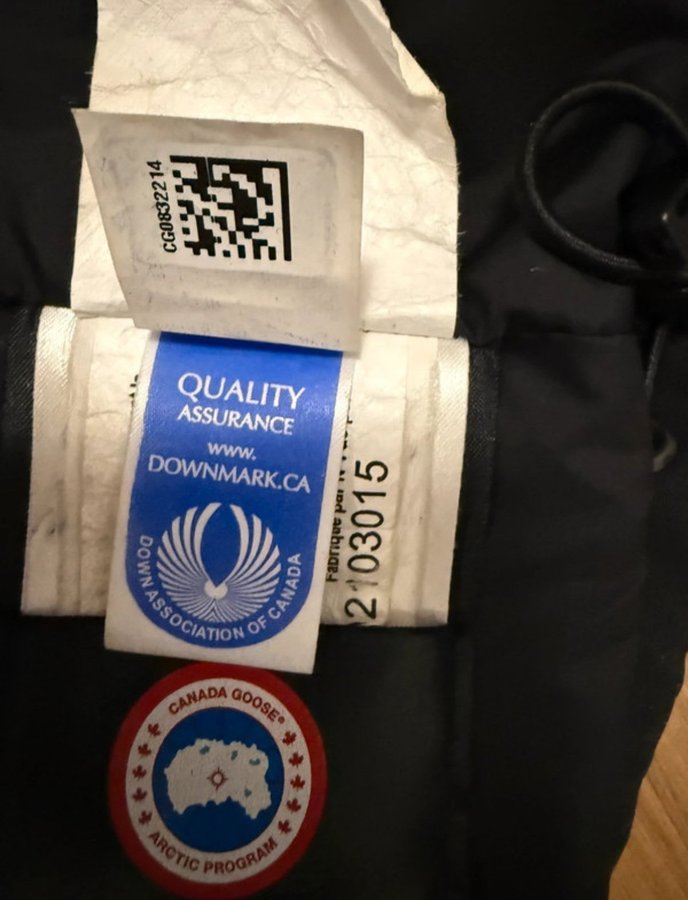 CG0832214
QUALITY
ASSURANCE
www.
DOWNMARK.CA
DOWN ASSOCIATION OF CANADA
Fabriqué par
2103015
CANADA GOOSE®
ARCTIC PROGRAM